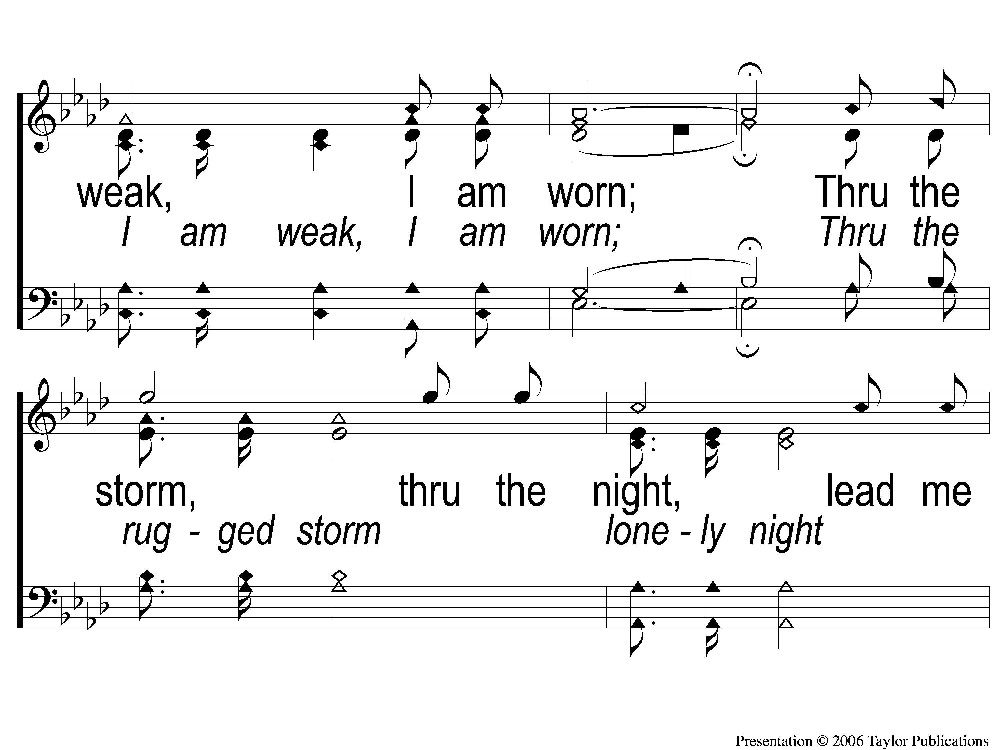 weak, I am worn; Thru the
I am weak, I am worn; Thru the
storm, thru the night, lead me
rug - ged storm lone - ly night
Presentation © 2006 Taylor Publications